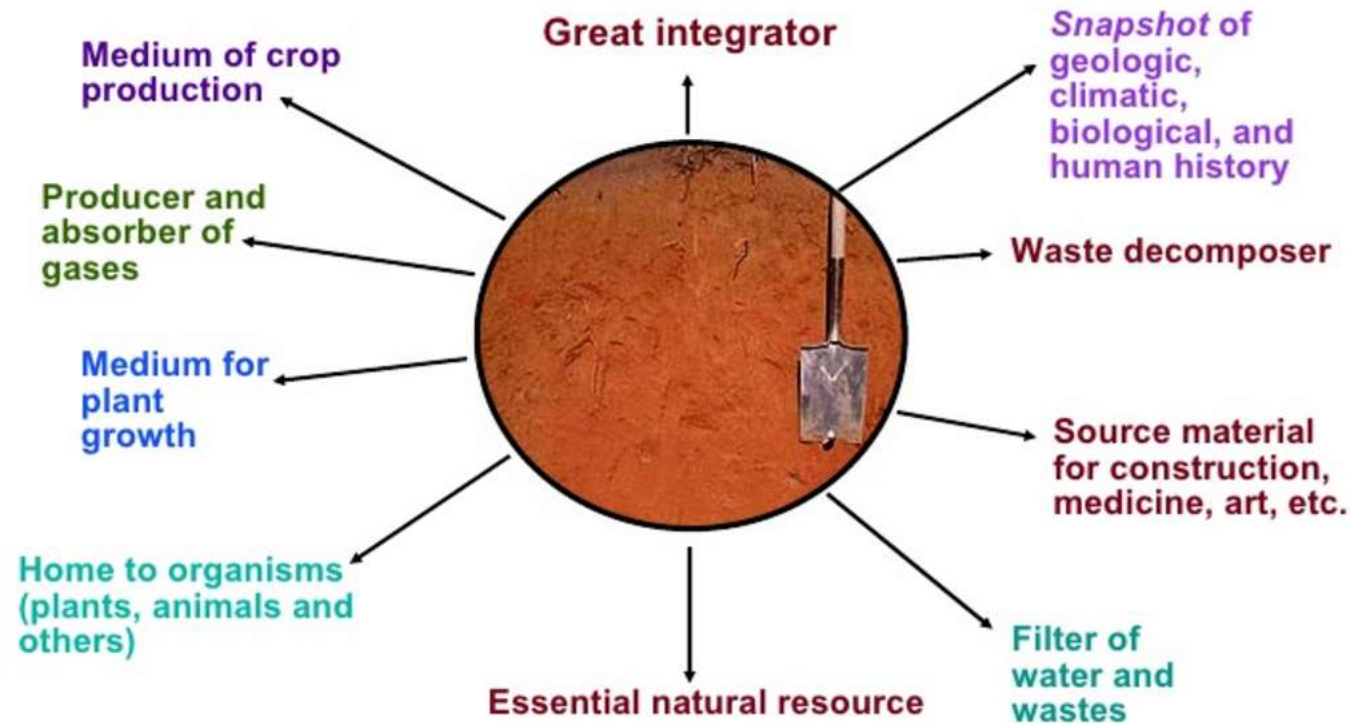 Great integrator
Snapshot of
geologic,
climatic,
biological, and
human history
Waste decomposer
Source material
for construction,
medicine, art, etc.
Filter of
water and
wastes
Essential natural resource
Home to organisms
(plants, animals and
others)
Medium for
plant
growth
Producer and
absorber of
gases
Medium of crop
production